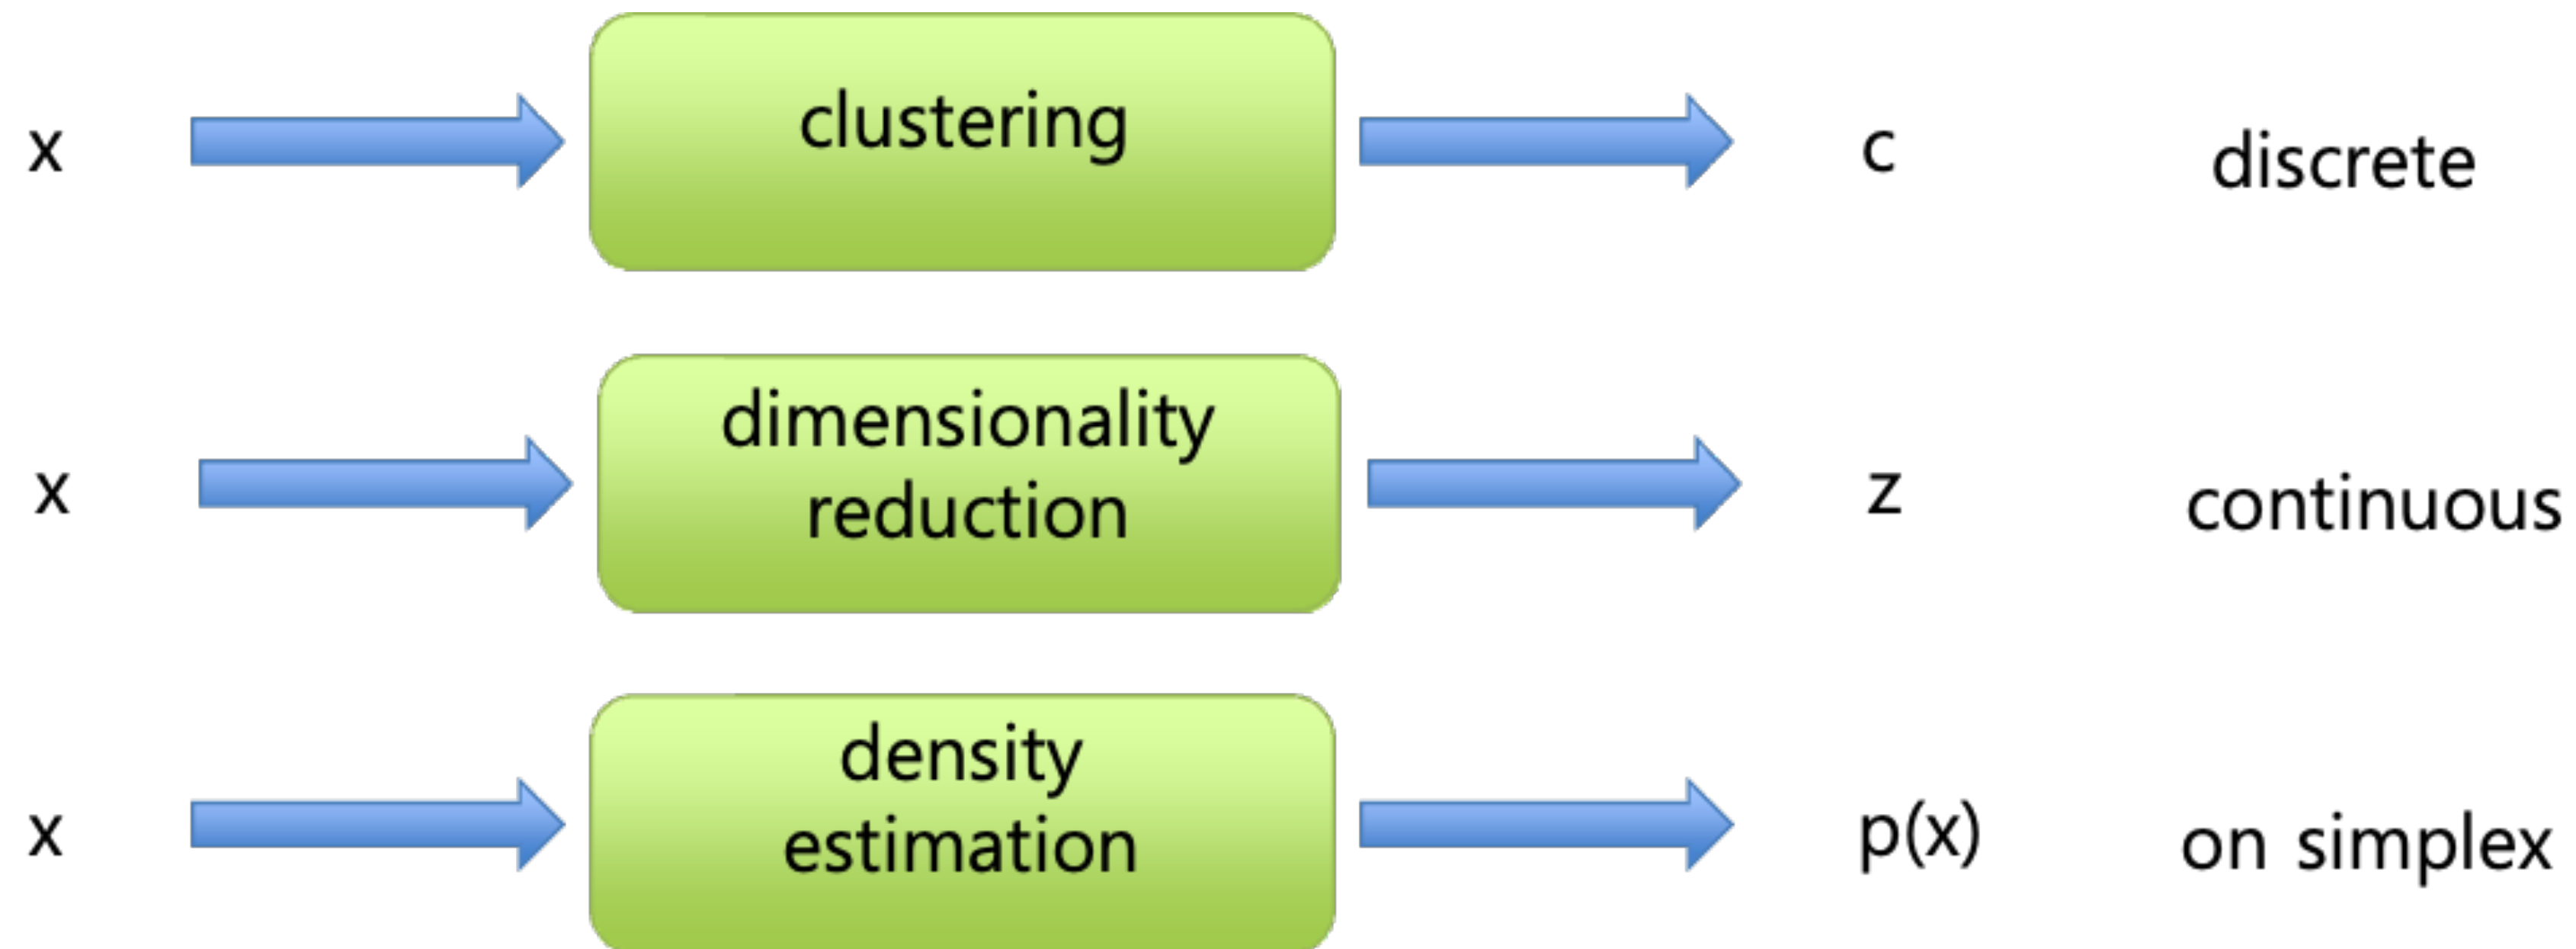 x clustering c discrete
x dimensionality reduction z continuous
x density estimation p(x) on simplex